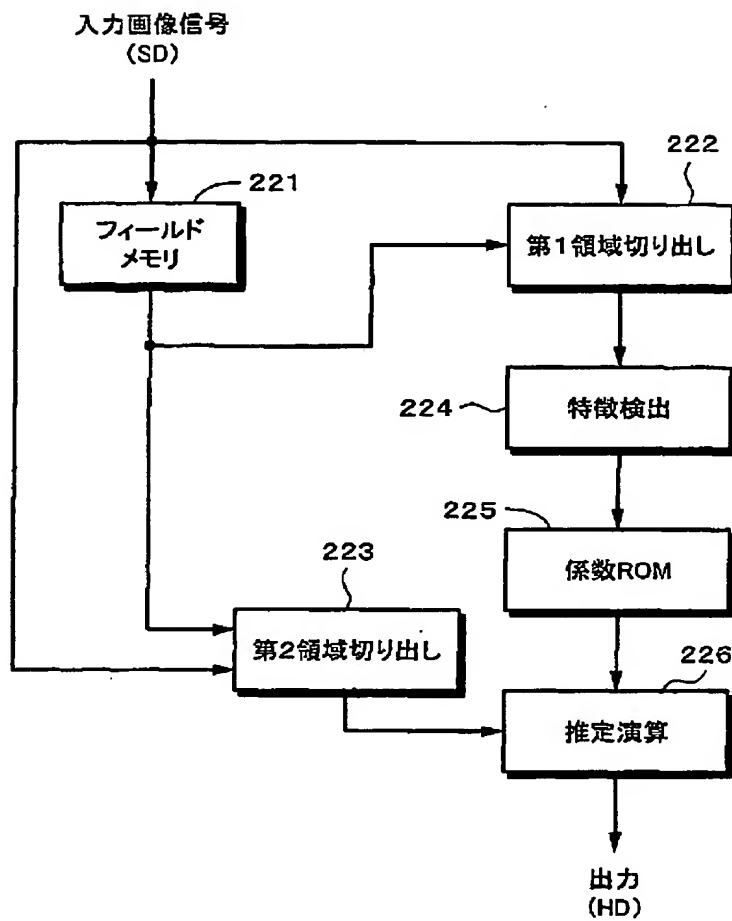 入力画像信号
(SD)
221
222
フィールド
メモリ
第1領域切り出し
224
特徴検出
225
223
係数ROM
第2領域切り出し
226
推定演算
出力
(HD)